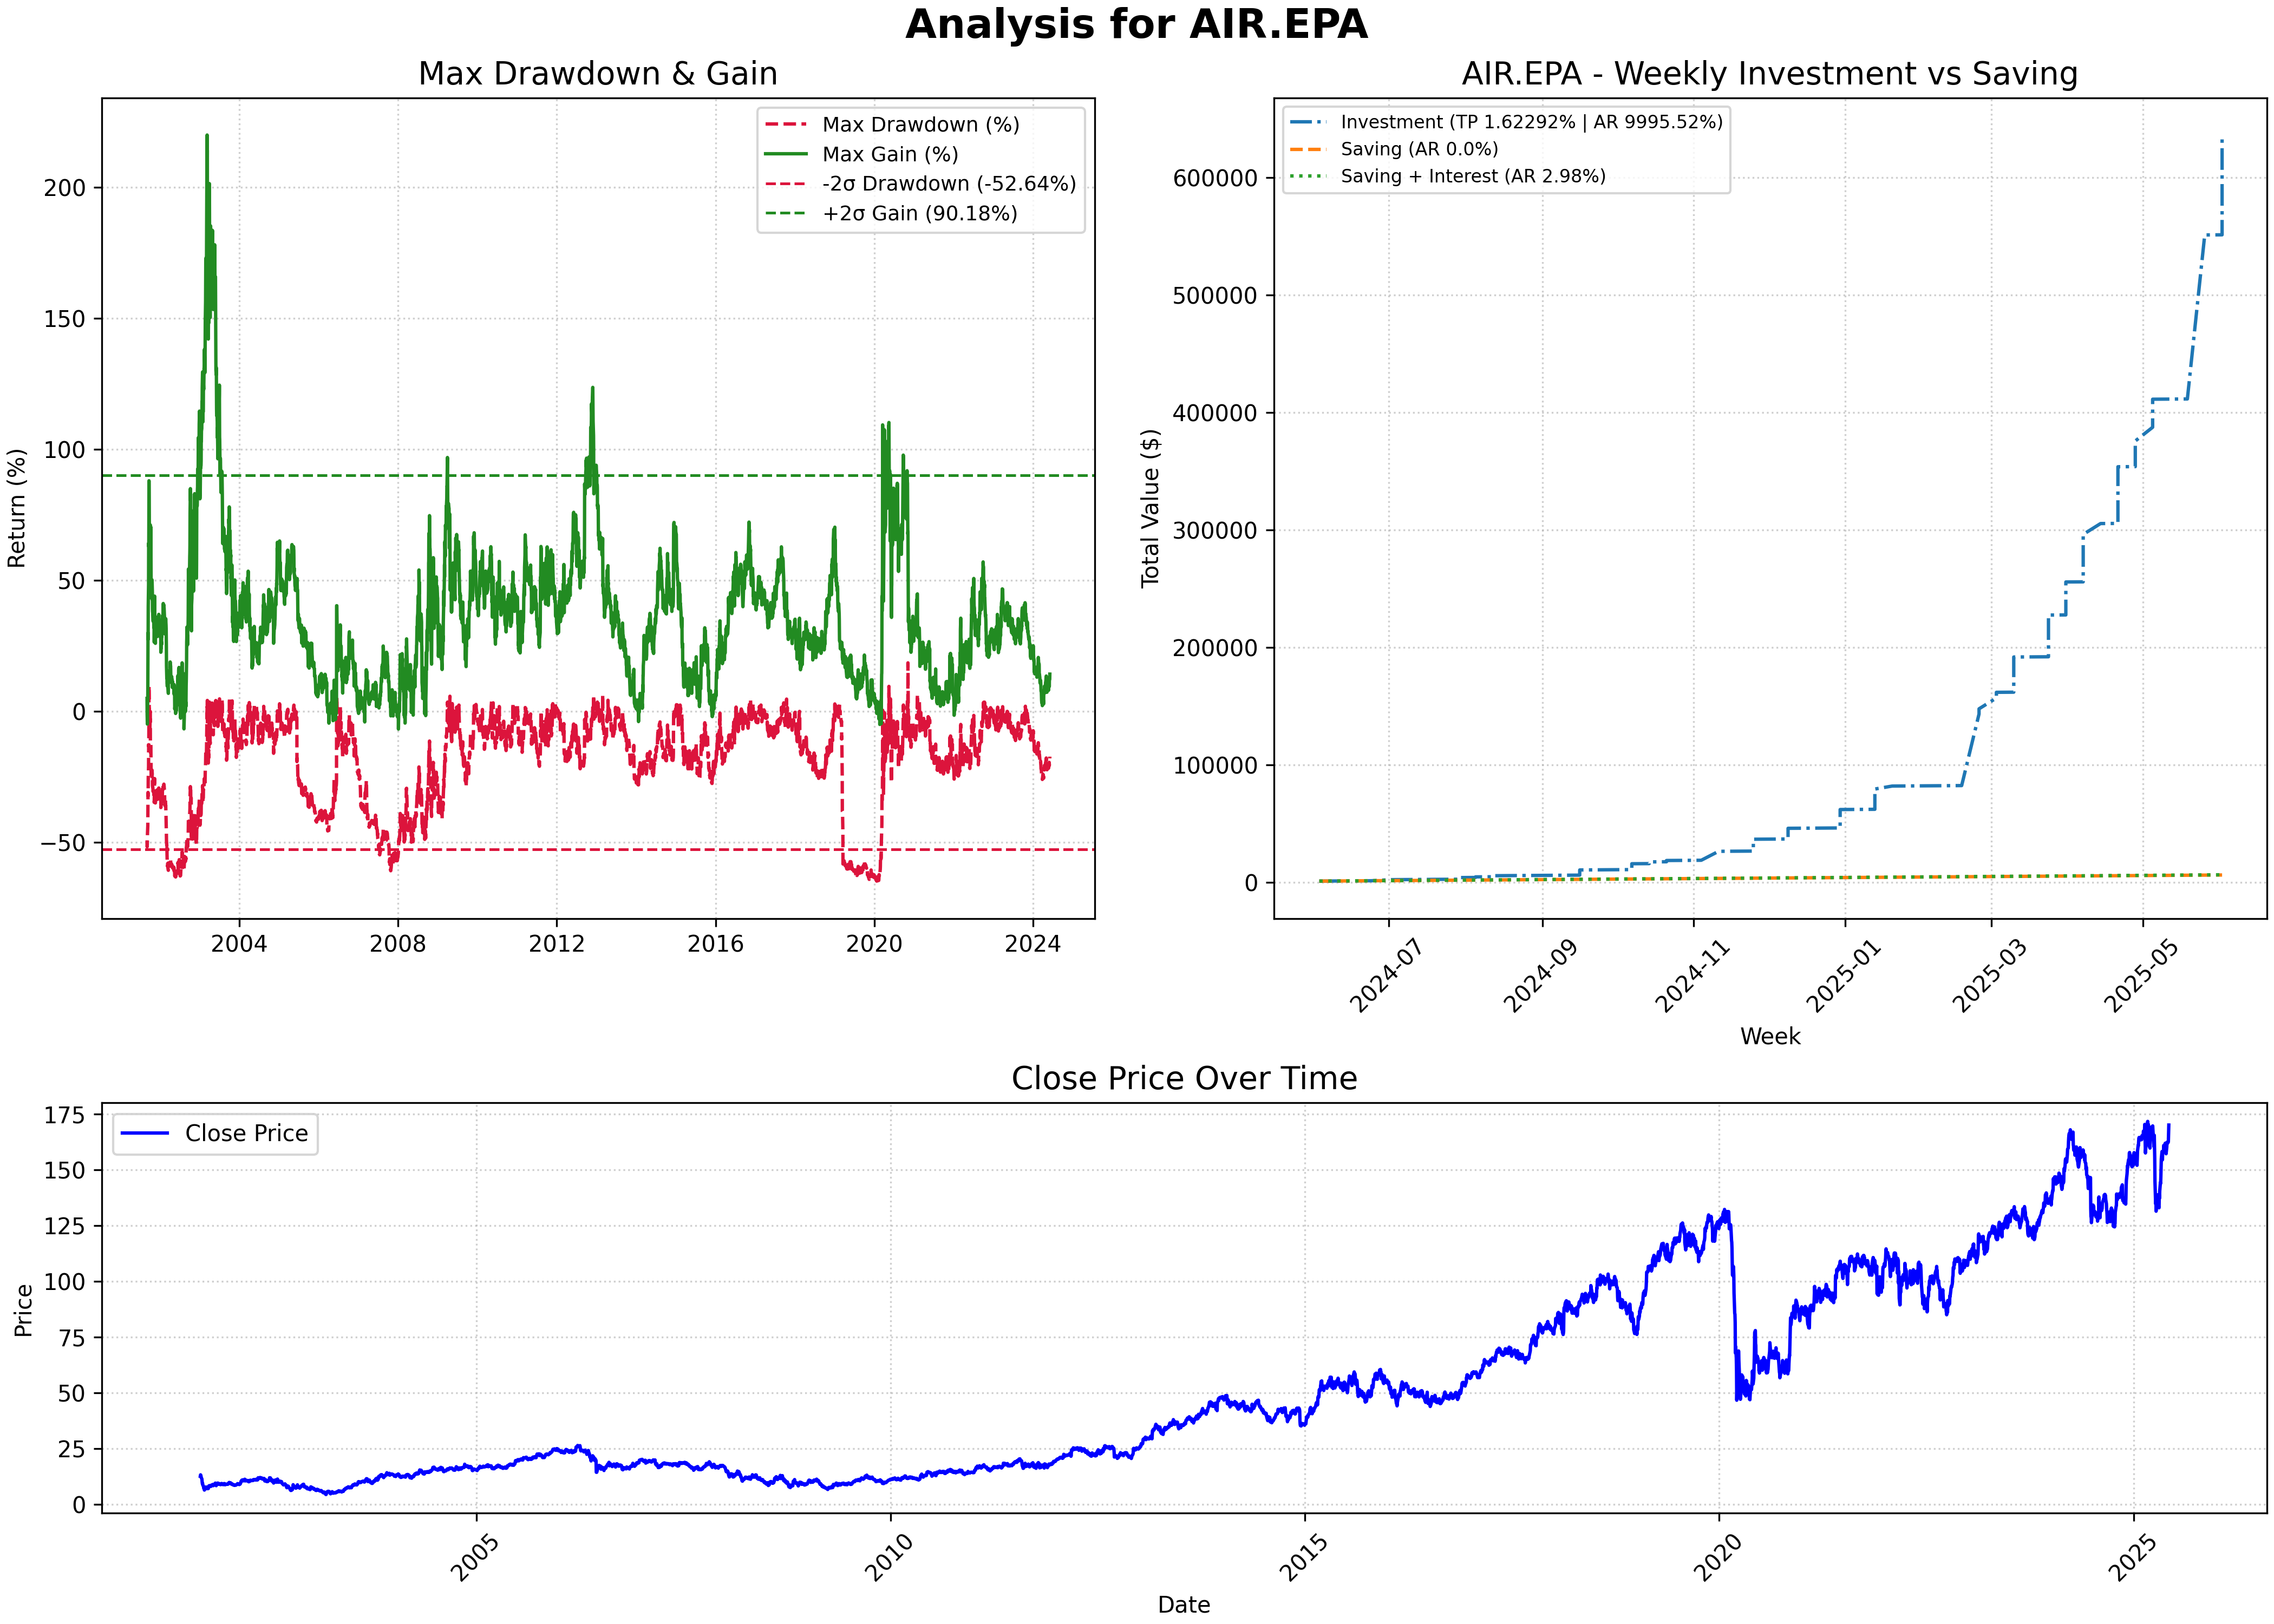 Analysis for AIR.EPA
Max Drawdown & Gain
Return (%)
200
150
100
50
0
−50
2004 2008 2012 2016 2020 2024
Max Drawdown (%)
Max Gain (%)
-2σ Drawdown (-52.64%)
+2σ Gain (90.18%)
AIR.EPA - Weekly Investment vs Saving
Total Value ($)
600000
500000
400000
300000
200000
100000
0
2024-07 2024-09 2024-11 2025-01 2025-03 2025-05
Week
Investment (TP 1.62292% | AR 9995.52%)
Saving (AR 0.0%)
Saving + Interest (AR 2.98%)
Close Price Over Time
Price
175
150
125
100
75
50
25
0
Close Price
2005 2010 2015 2020 2025
Date